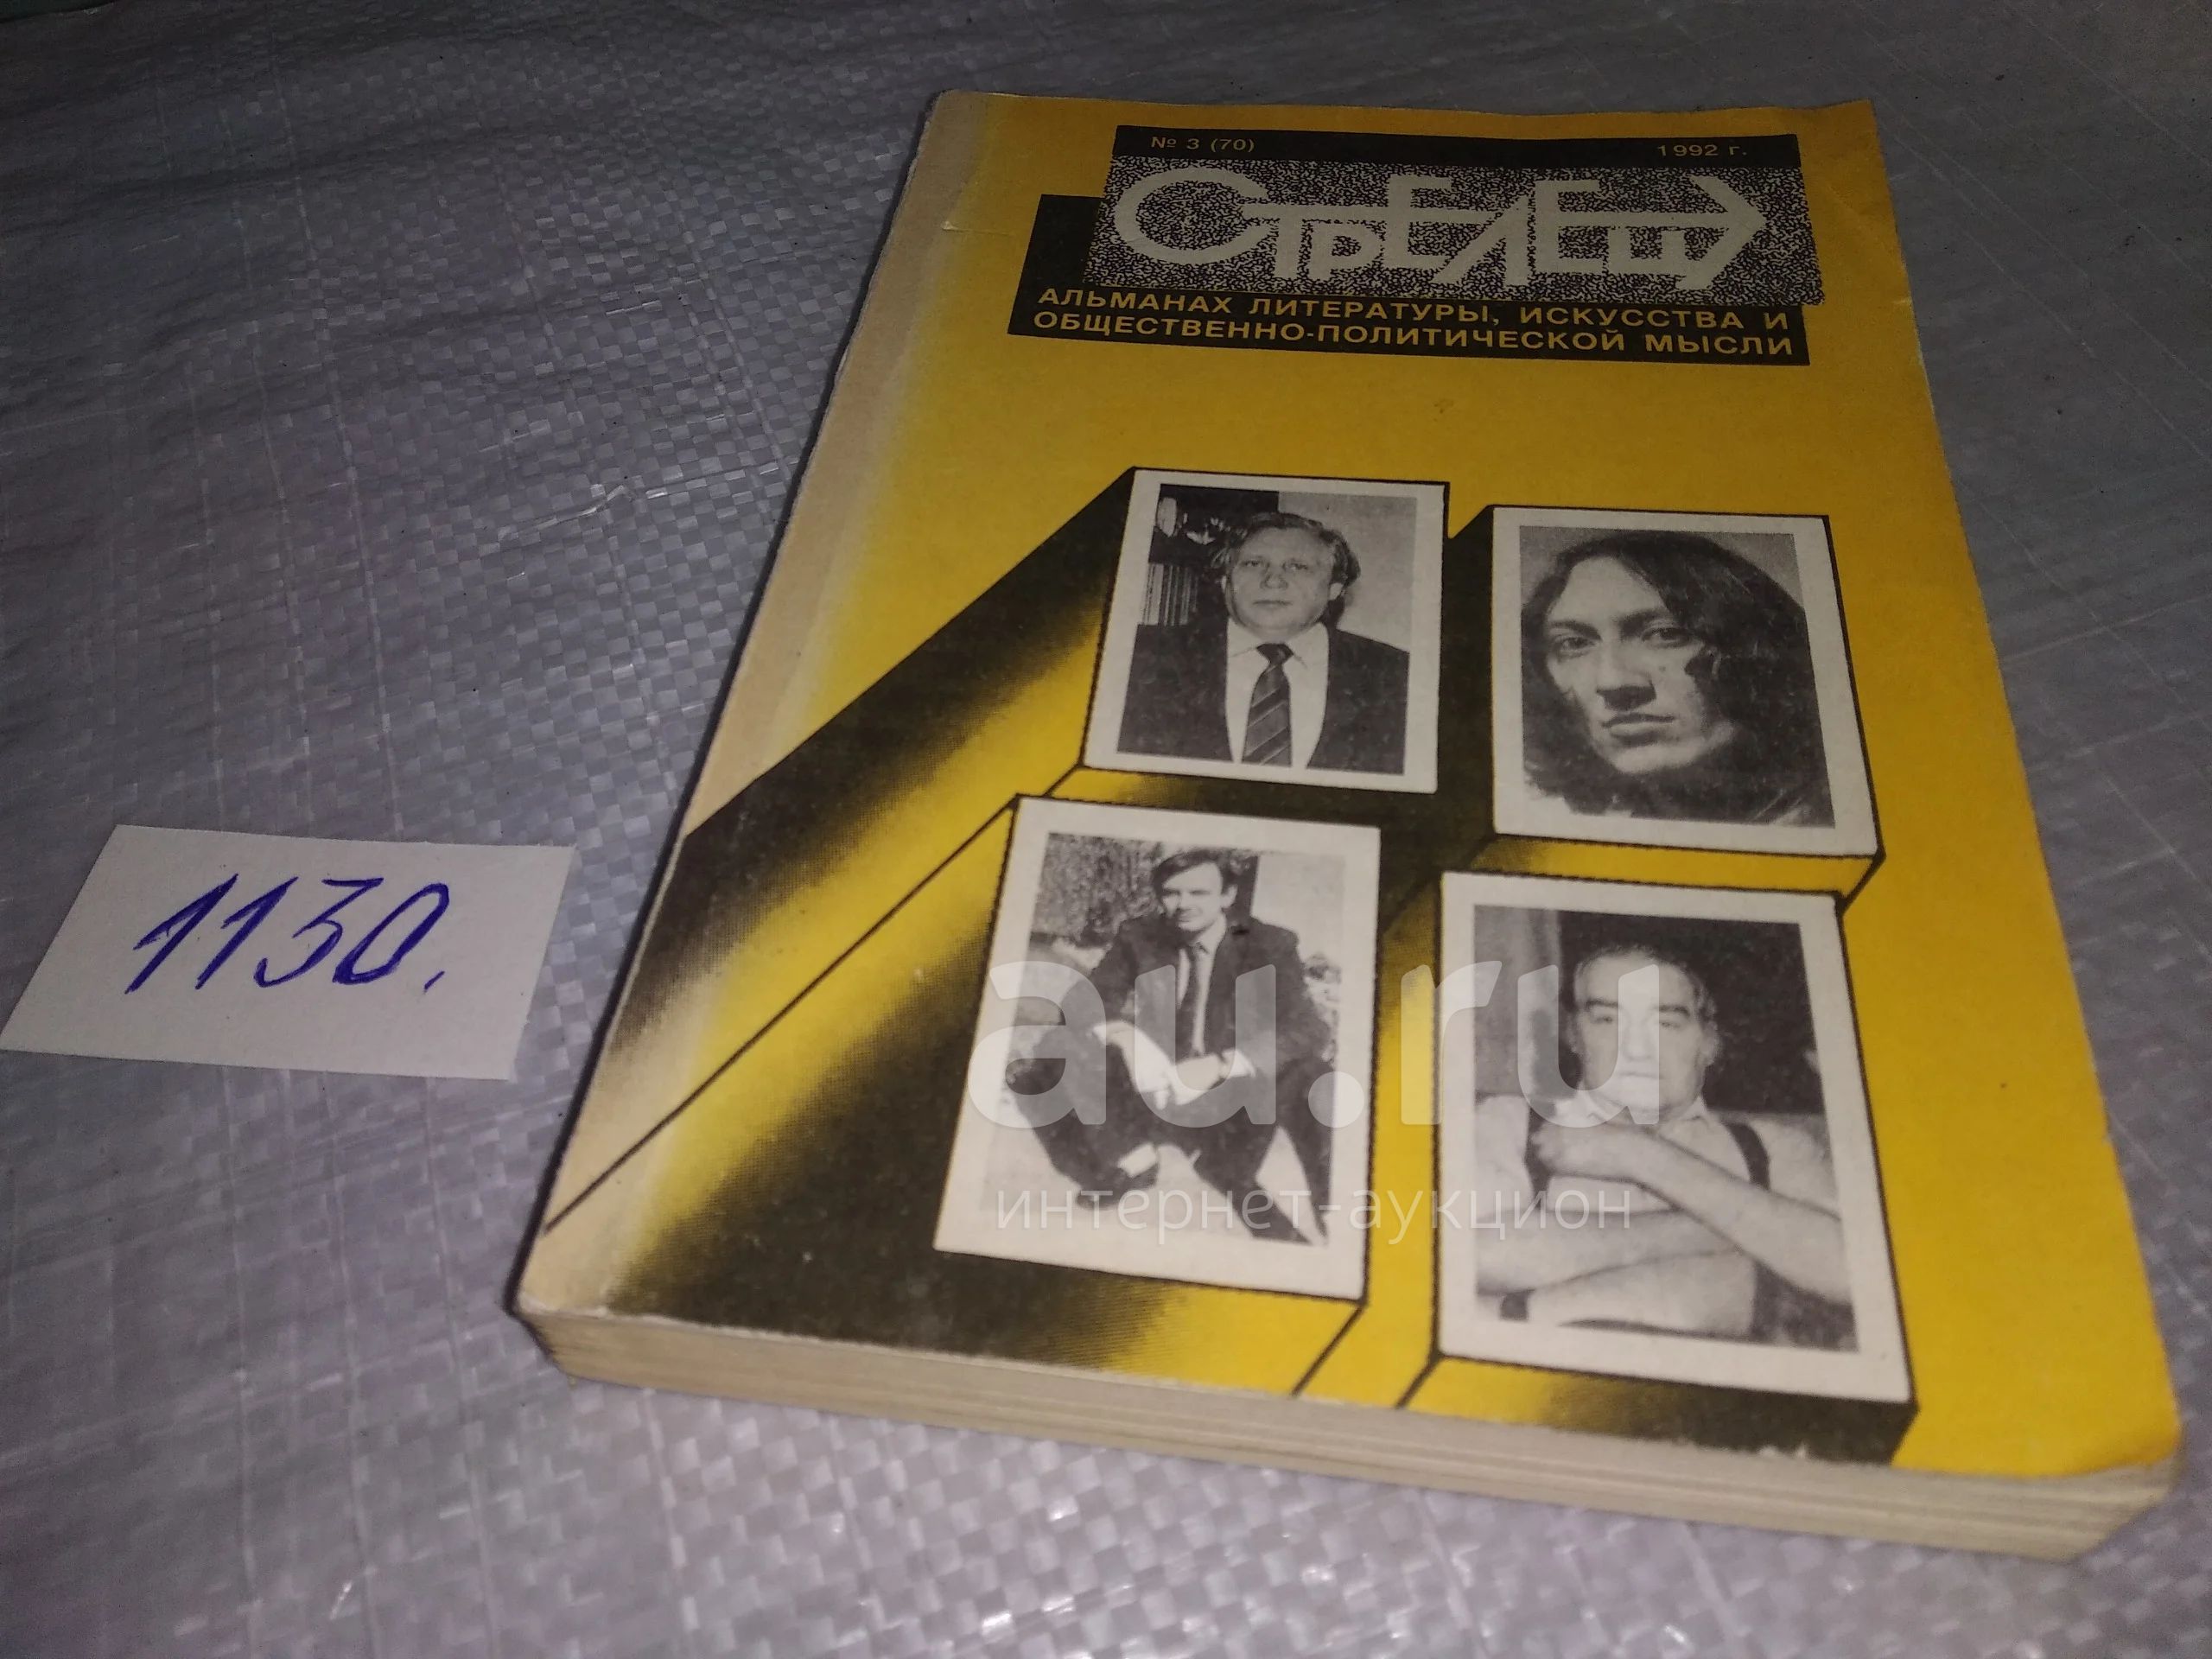 № 3 (70) 1992 г.
СтрЕлЕц
АЛЬМАНАХ ЛИТЕРАТУРЫ, ИСКУССТВА И
ОБЩЕСТВЕННО-ПОЛИТИЧЕСКОЙ МЫСЛИ
1130.
au.ru
интернет-аукцион